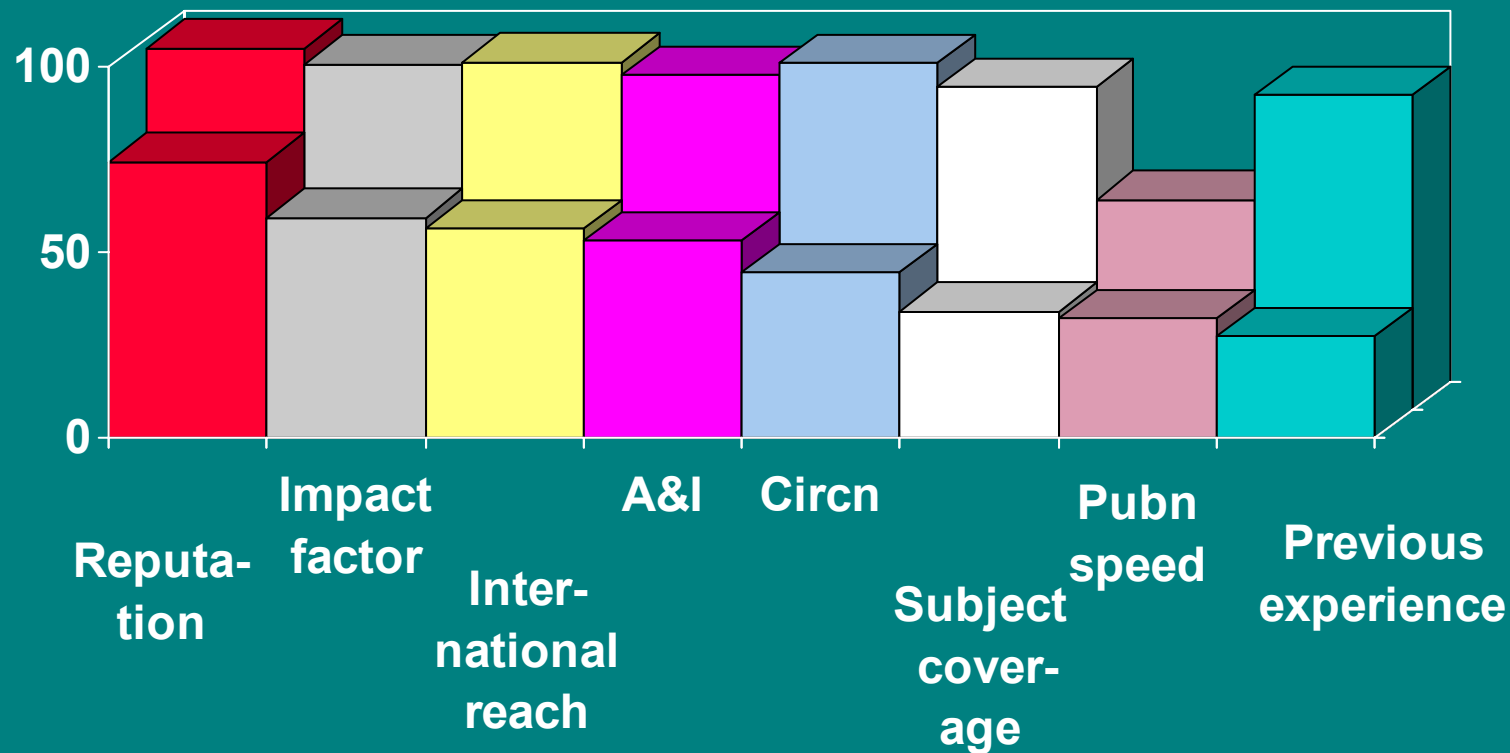 100
50
0
Reputa-
tion
Impact
factor
Inter-
national
reach
A&I
Circn
Subject
cover-
age
Pubn
speed
Previous
experience